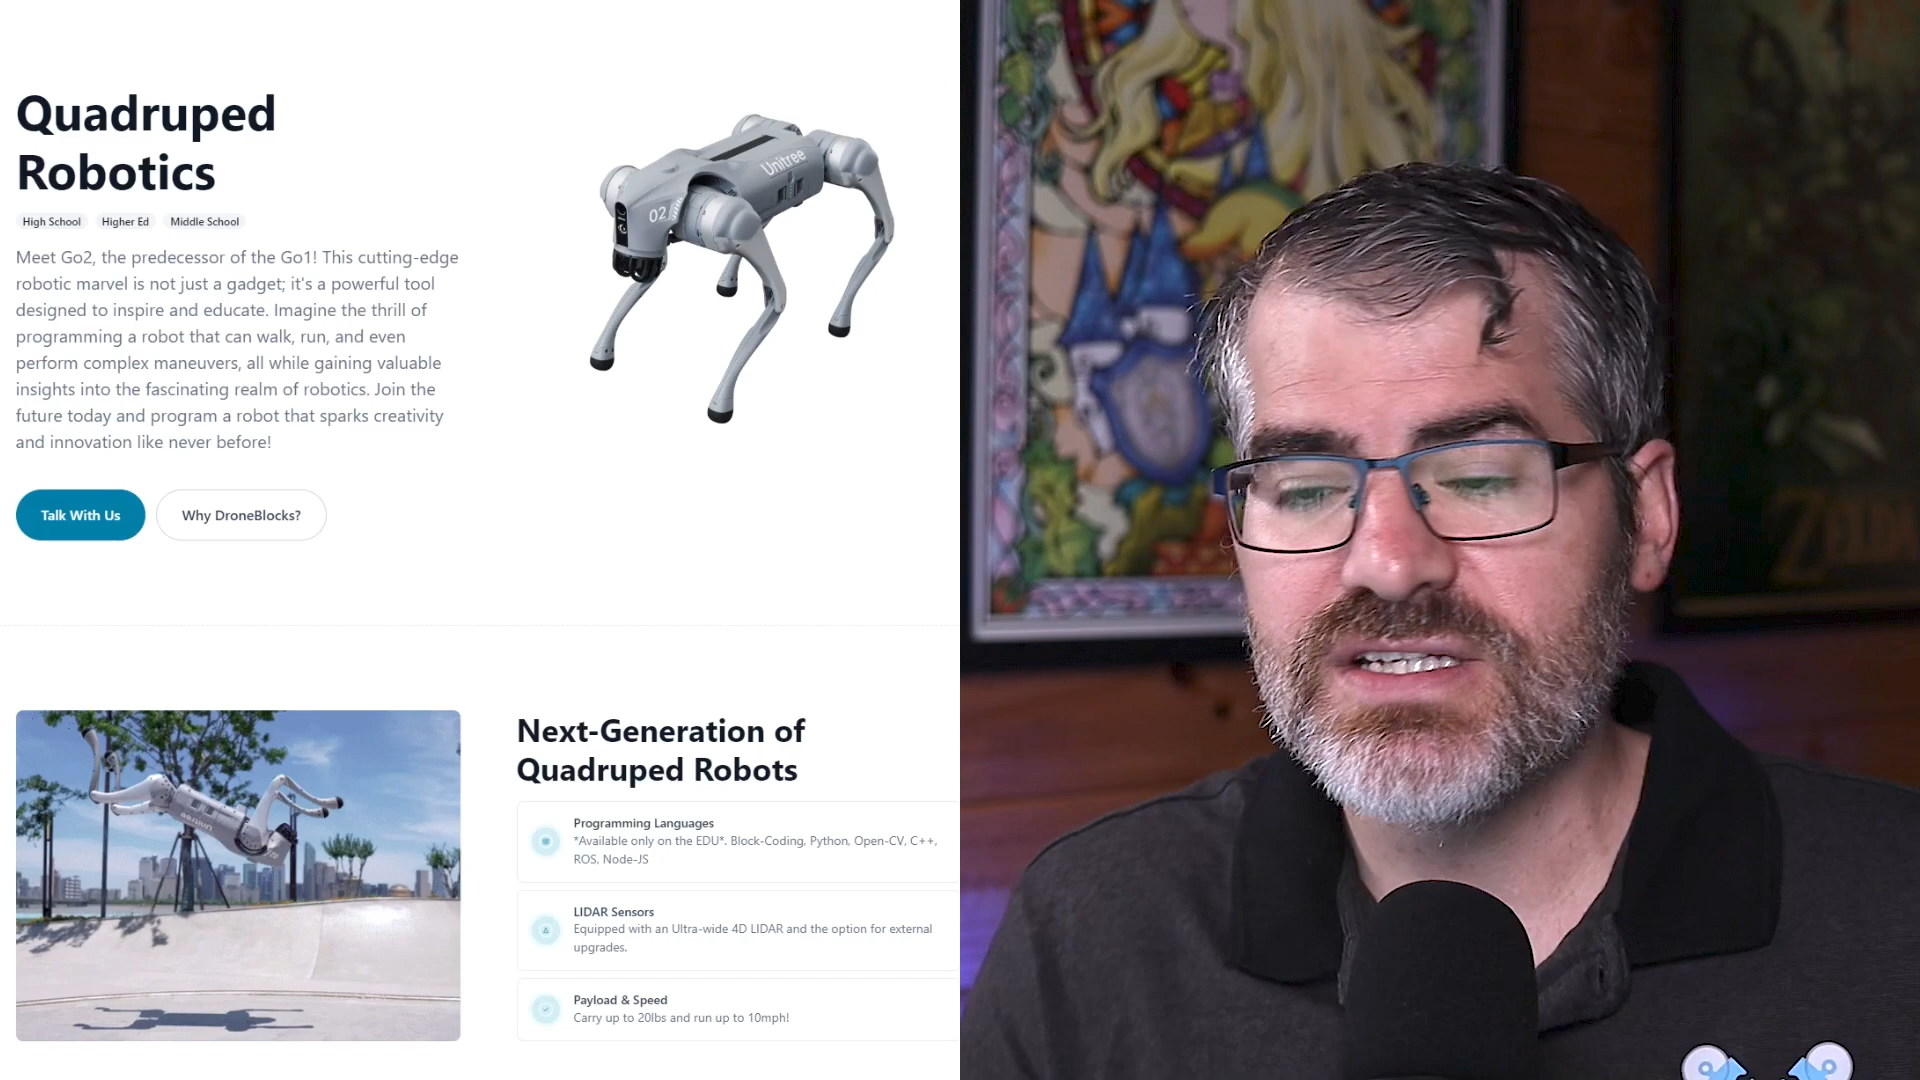 Quadruped
Robotics
High School
Higher Ed
Middle School
Meet Go2, the predecessor of the Go1! This cutting-edge
robotic marvel is not just a gadget; it's a powerful tool
designed to inspire and educate. Imagine the thrill of
programming a robot that can walk, run, and even
perform complex maneuvers, all while gaining valuable
insights into the fascinating realm of robotics. Join the
future today and program a robot that sparks creativity
and innovation like never before!
Talk With Us
Why DroneBlocks?
Unitree
02
Unitree
Next-Generation of
Quadruped Robots
Programming Languages
*Available only on the EDU*. Block-Coding, Python, Open-CV, C++,
ROS, Node-JS
LIDAR Sensors
Equipped with an Ultra-wide 4D LIDAR and the option for external
upgrades.
Payload & Speed
Carry up to 20lbs and run up to 10mph!
ZELDA